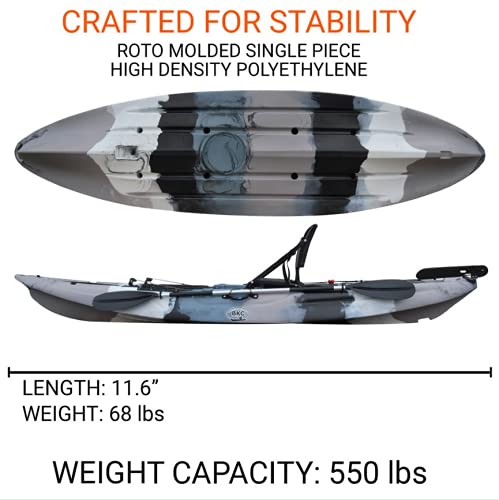 CRAFTED FOR STABILITY
ROTO MOLDED SINGLE PIECE
HIGH DENSITY POLYETHYLENE
BKC
LENGTH: 11.6”
WEIGHT: 68 lbs
WEIGHT CAPACITY: 550 lbs